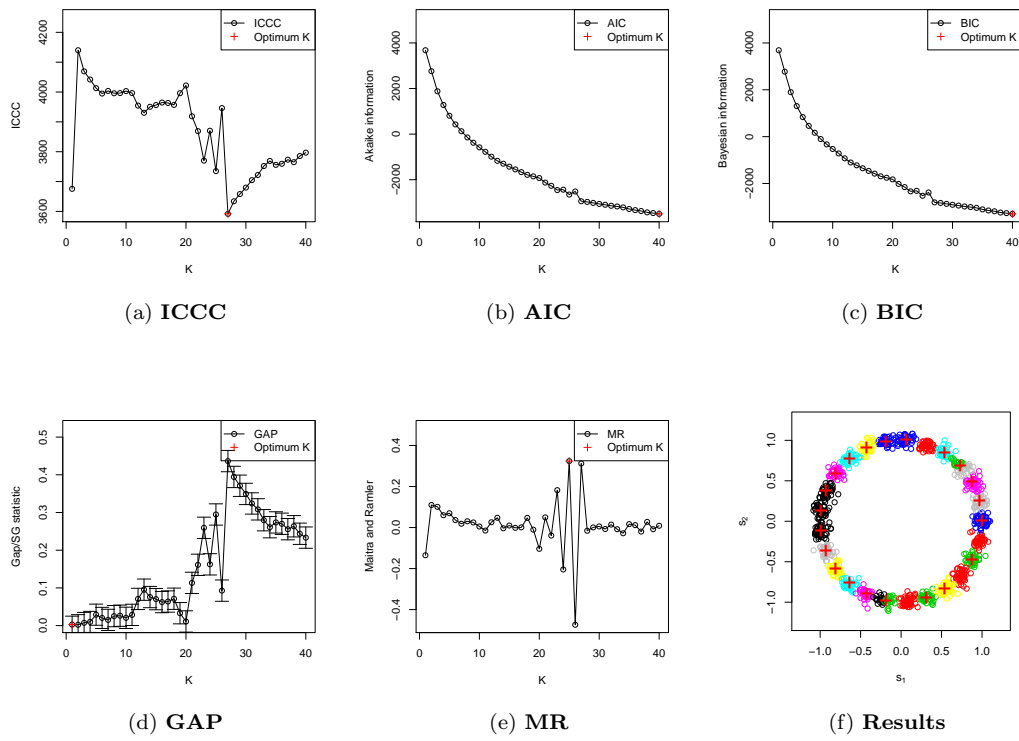 ICCC
Optimum K
ICCC
3600
3800
4000
4200
0
10
20
30
40
K
(a) ICCC
AIC
Optimum K
Akaike information
−2000
0
2000
4000
0
10
20
30
40
K
(b) AIC
BIC
Optimum K
Bayesian information
−2000
0
2000
4000
0
10
20
30
40
K
(c) BIC
GAP
Optimum K
Gap/SG statistic
0.0
0.1
0.2
0.3
0.4
0.5
0
10
20
30
40
K
(d) GAP
MR
Optimum K
Maitra and Ramler
−0.4
−0.2
0.0
0.2
0.4
0
10
20
30
40
K
(e) MR
s2
−1.0
−0.5
0.0
0.5
1.0
−1.0
−0.5
0.0
0.5
1.0
s1
(f) Results